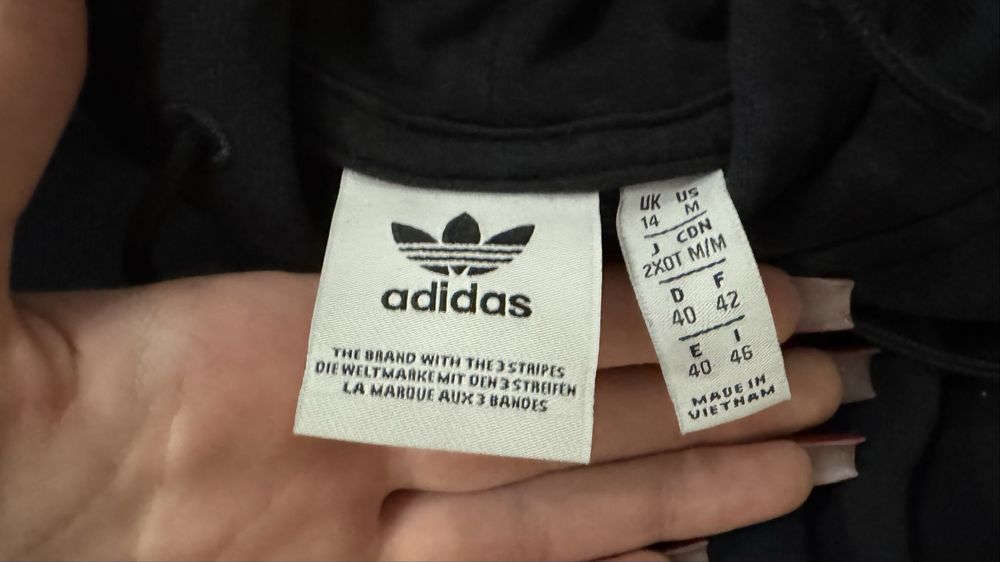 adidas
THE BRAND WITH THE 3 STRIPES
DIE WELTMARKE MIT DEN 3 STREIFEN
LA MARQUE AUX 3 BANDES
UK US
14 M
J CDN
2XOT M/M
D F
40 42
E I
40 46
MADE IN
VIETNAM